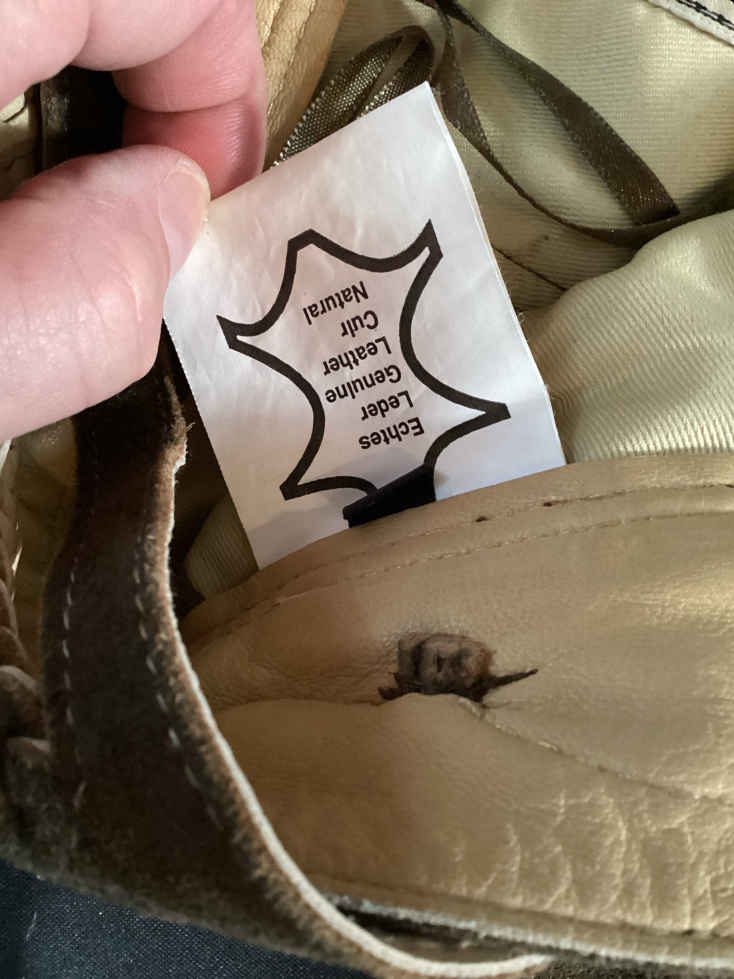 Echtes
Leder
Genuine
Leather
Cuir
Natural